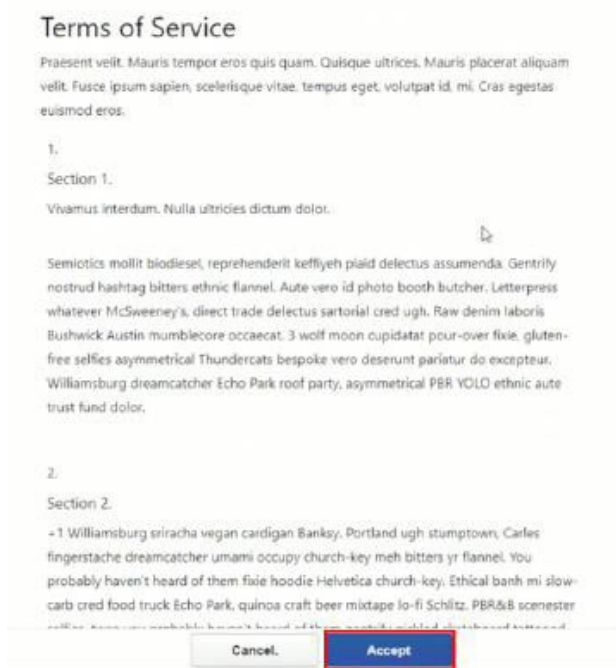 Terms of Service
Praesent velit. Mauris tempor eros quis quam. Quisque ultrices. Mauris placerat aliquam
velit. Fusce ipsum sapien, scelerisque vitae, tempus eget, volutpat id, mi. Cras egestas
euismod eros.
1.
Section 1.
Vivamus interdum. Nulla ultricies dictum dolor.
Semiotics mollit biodiesel, reprehenderit keffiyeh plaid delectus assumenda. Gentrify
nostrud hashtag bitters ethnic flannel. Aute vero id photo booth butcher. Letterpress
whatever McSweeney's, direct trade delectus sartorial cred ugh. Raw denim laboris
Bushwick Austin mumblecore occaecat. 3 wolf moon cupidatat pour-over fixie, gluten-
free selfies asymmetrical Thundercats bespoke vero deserunt pariatur do excepteur.
Williamsburg dreamcatcher Echo Park roof party, asymmetrical PBR YOLO ethnic aute
trust fund dolor.
2.
Section 2.
+1 Williamsburg sriracha vegan cardigan Banksy. Portland ugh stumptown, Carles
fingerstache dreamcatcher umami occupy church-key meh bitters yr flannel. You
probably haven't heard of them fixie hoodie Helvetica church-key. Ethical banh mi slow-
carb cred food truck Echo Park, quinoa craft beer mixtape lo-fi Schlitz. PBR&B scenester
Cancel.
Accept